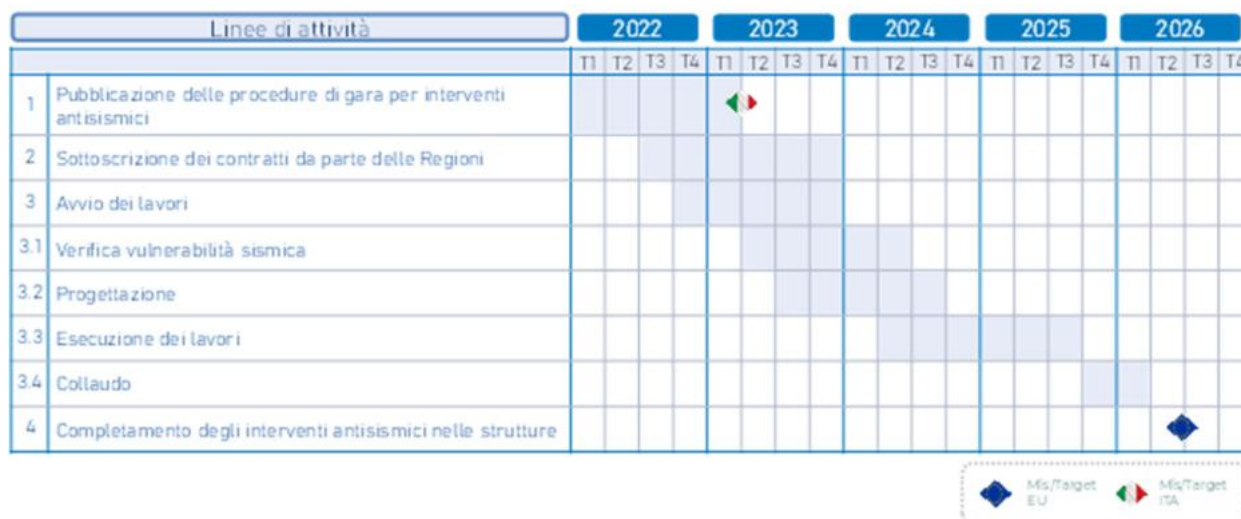 Linee di attività 2022 2023 2024 2025 2026
T1 T2 T3 T4 T1 T2 T3 T4 T1 T2 T3 T4 T1 T2 T3 T4 T1 T2 T3 T4
1 Pubblicazione delle procedure di gara per interventi
antisismici
2 Sottoscrizione dei contratti da parte delle Regioni
3 Avvio dei lavori
3.1 Verifica vulnerabilità sismica
3.2 Progettazione
3.3 Esecuzione dei lavori
3.4 Collaudo
4 Completamento degli interventi antisismici nelle strutture
Mis/Target
EU
Mis/Target
ITA